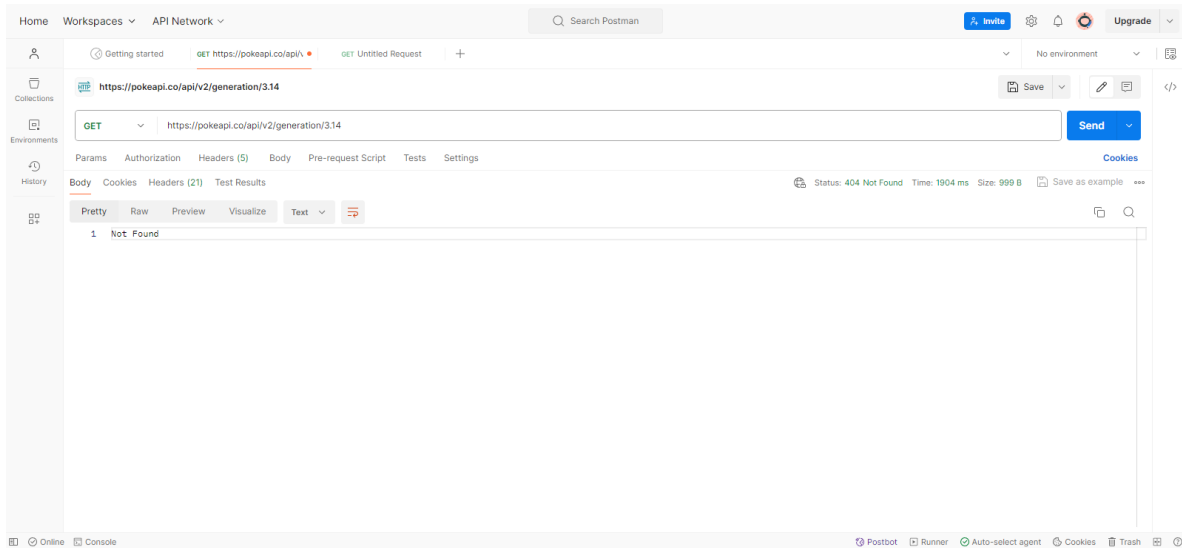 Home Workspaces API Network Search Postman Invite Upgrade
Getting started GET https://pokeapi.co/api/\ GET Untitled Request No environment
Collections
Environments
History
HTTP https://pokeapi.co/api/v2/generation/3.14 Save
GET https://pokeapi.co/api/v2/generation/3.14 Send
Params Authorization Headers (5) Body Pre-request Script Tests Settings Cookies
Body Cookies Headers (21) Test Results Status: 404 Not Found Time: 1904 ms Size: 999 B Save as example
Pretty Raw Preview Visualize Text
1 Not Found
Online Console Postbot Runner Auto-select agent Cookies Trash